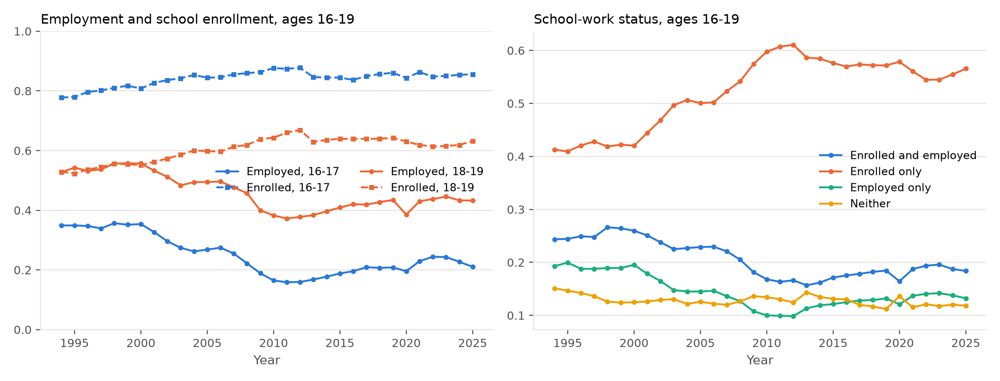 Employment and school enrollment, ages 16-19
1.0
0.8
0.6
0.4
0.2
0.0
Employed, 16-17
Enrolled, 16-17
Employed, 18-19
Enrolled, 18-19
1995 2000 2005 2010 2015 2020 2025
Year
School-work status, ages 16-19
0.6
0.5
0.4
0.3
0.2
0.1
Enrolled and employed
Enrolled only
Employed only
Neither
1995 2000 2005 2010 2015 2020 2025
Year